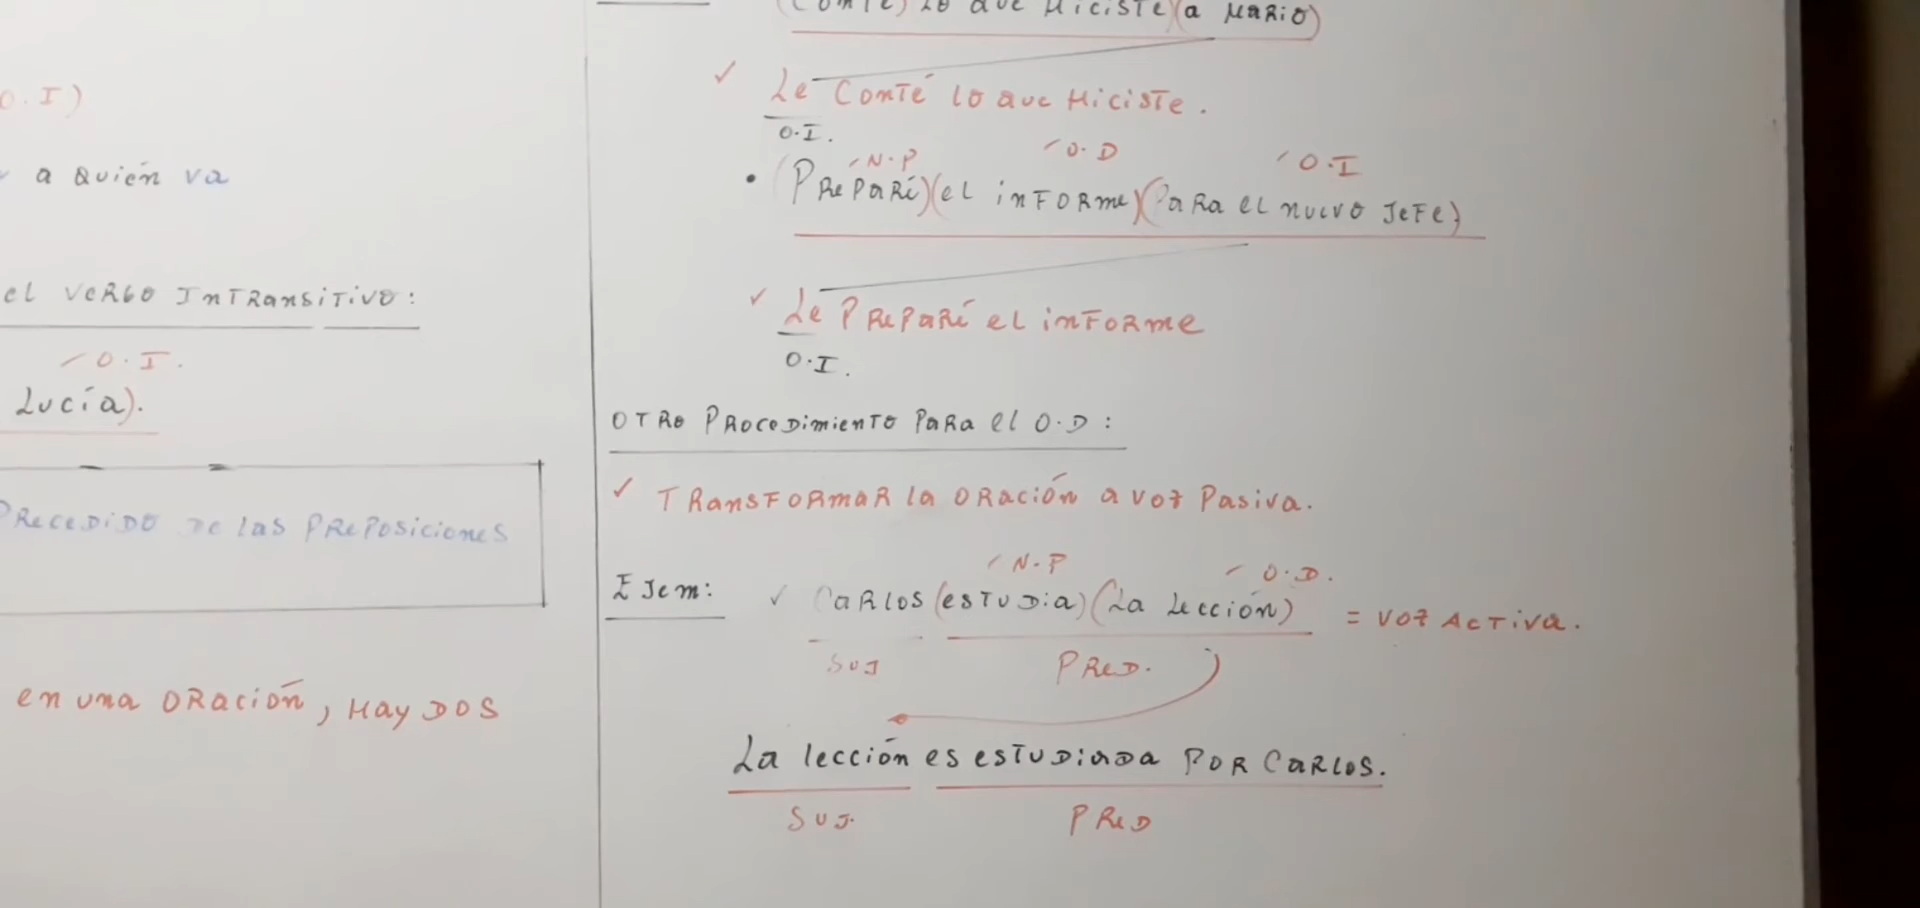 O.I)
a quién va
el verbo intransitivo:
O.I.
Lucía).
Precedido de las preposiciones
en una oración, hay dos
(Conté) lo que hiciste (a Mario)
✓ Le conté lo que hiciste.
O.I.
N.P O.D O.I
• (Preparé) (el informe) (para el nuevo jefe)
✓ Le preparé el informe
O.I.
Otro procedimiento para el O.D:
✓ Transformar la oración a voz pasiva.
N.P O.D.
Ejem: ✓ Carlos (estudia) (La lección) = voz activa.
Suj Pred.
La lección es estudiada por Carlos.
Suj. Pred